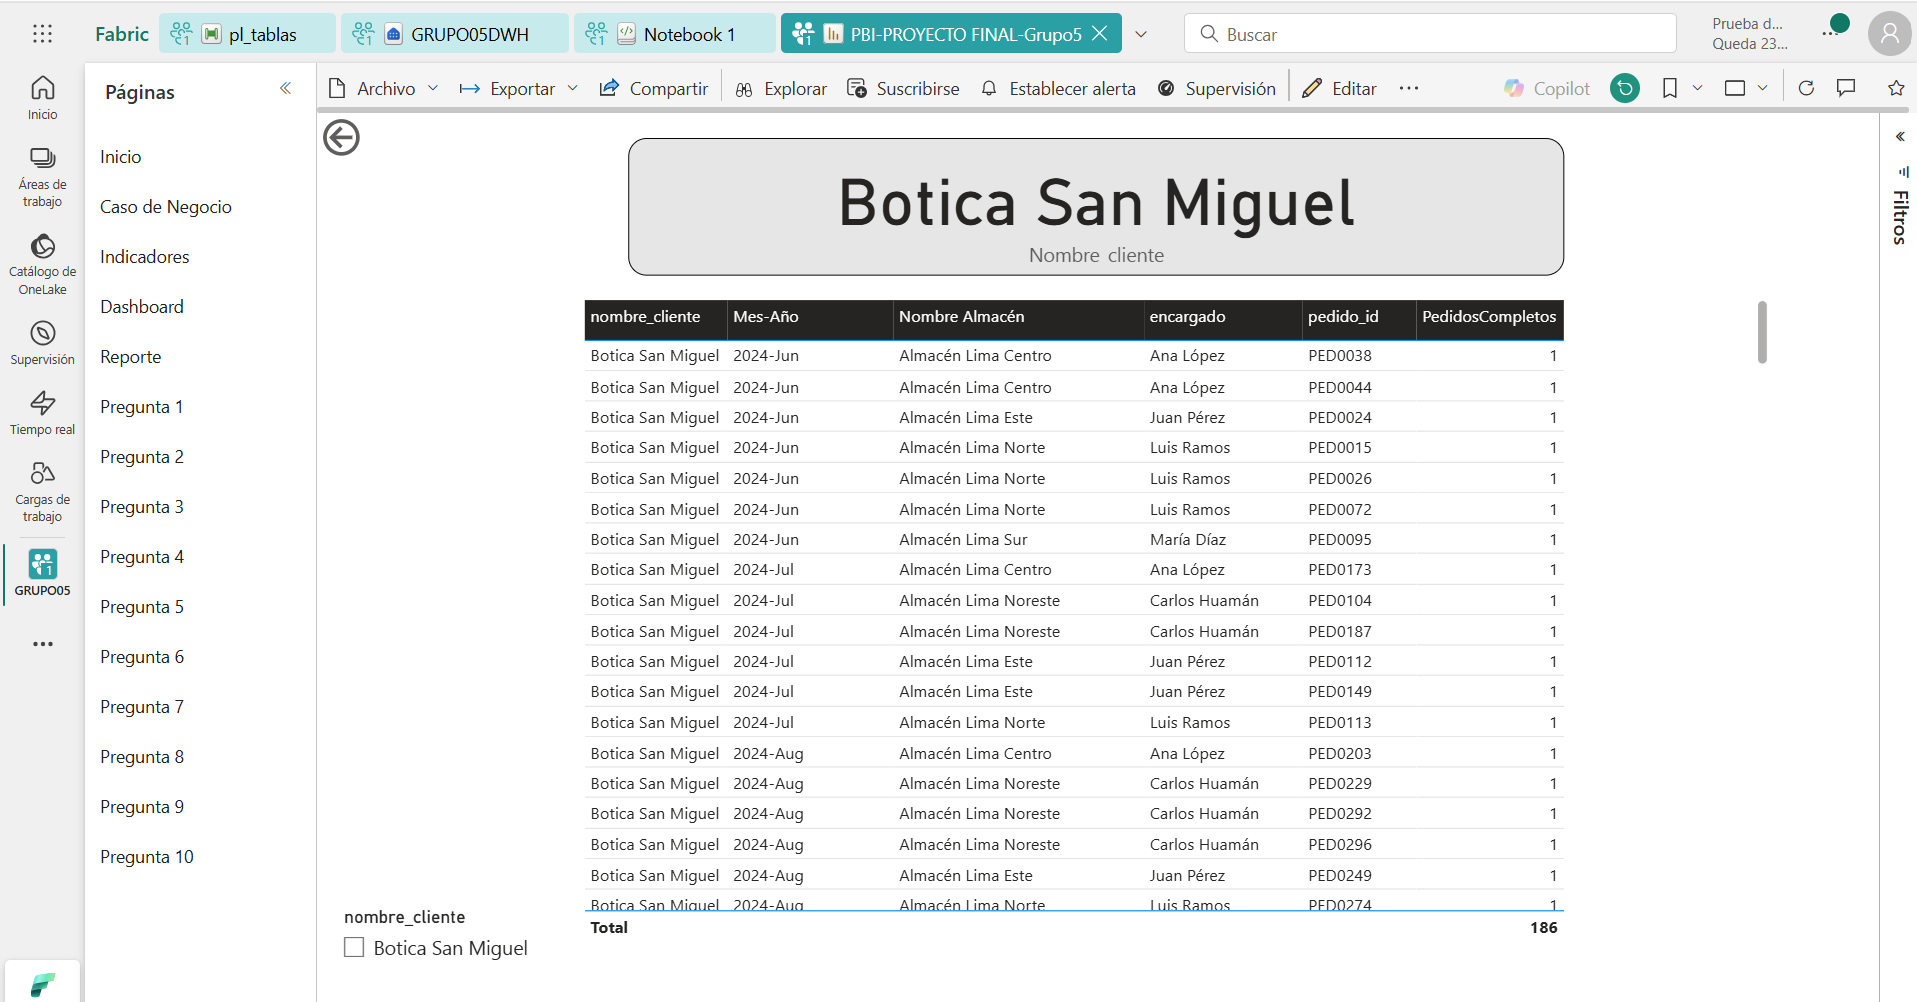 Fabric
pl_tablas
GRUPO05DWH
Notebook 1
PBI-PROYECTO FINAL-Grupo5
Buscar
Prueba d...
Queda 23...
Inicio
Áreas de
trabajo
Catálogo de
OneLake
Supervisión
Tiempo real
Cargas de
trabajo
GRUPO05
Páginas
Inicio
Caso de Negocio
Indicadores
Dashboard
Reporte
Pregunta 1
Pregunta 2
Pregunta 3
Pregunta 4
Pregunta 5
Pregunta 6
Pregunta 7
Pregunta 8
Pregunta 9
Pregunta 10
Archivo Exportar Compartir Explorar Suscribirse Establecer alerta Supervisión Editar ... Copilot
Filtros
Botica San Miguel
Nombre cliente
nombre_cliente Mes-Año Nombre Almacén encargado pedido_id PedidosCompletos
Botica San Miguel 2024-Jun Almacén Lima Centro Ana López PED0038 1
Botica San Miguel 2024-Jun Almacén Lima Centro Ana López PED0044 1
Botica San Miguel 2024-Jun Almacén Lima Este Juan Pérez PED0024 1
Botica San Miguel 2024-Jun Almacén Lima Norte Luis Ramos PED0015 1
Botica San Miguel 2024-Jun Almacén Lima Norte Luis Ramos PED0026 1
Botica San Miguel 2024-Jun Almacén Lima Norte Luis Ramos PED0072 1
Botica San Miguel 2024-Jun Almacén Lima Sur María Díaz PED0095 1
Botica San Miguel 2024-Jul Almacén Lima Centro Ana López PED0173 1
Botica San Miguel 2024-Jul Almacén Lima Noreste Carlos Huamán PED0104 1
Botica San Miguel 2024-Jul Almacén Lima Noreste Carlos Huamán PED0187 1
Botica San Miguel 2024-Jul Almacén Lima Este Juan Pérez PED0112 1
Botica San Miguel 2024-Jul Almacén Lima Este Juan Pérez PED0149 1
Botica San Miguel 2024-Jul Almacén Lima Norte Luis Ramos PED0113 1
Botica San Miguel 2024-Aug Almacén Lima Centro Ana López PED0203 1
Botica San Miguel 2024-Aug Almacén Lima Noreste Carlos Huamán PED0229 1
Botica San Miguel 2024-Aug Almacén Lima Noreste Carlos Huamán PED0292 1
Botica San Miguel 2024-Aug Almacén Lima Noreste Carlos Huamán PED0296 1
Botica San Miguel 2024-Aug Almacén Lima Este Juan Pérez PED0249 1
Botica San Miguel 2024-Aug Almacén Lima Norte Luis Ramos PED0274 1
Total 186
nombre_cliente
Botica San Miguel